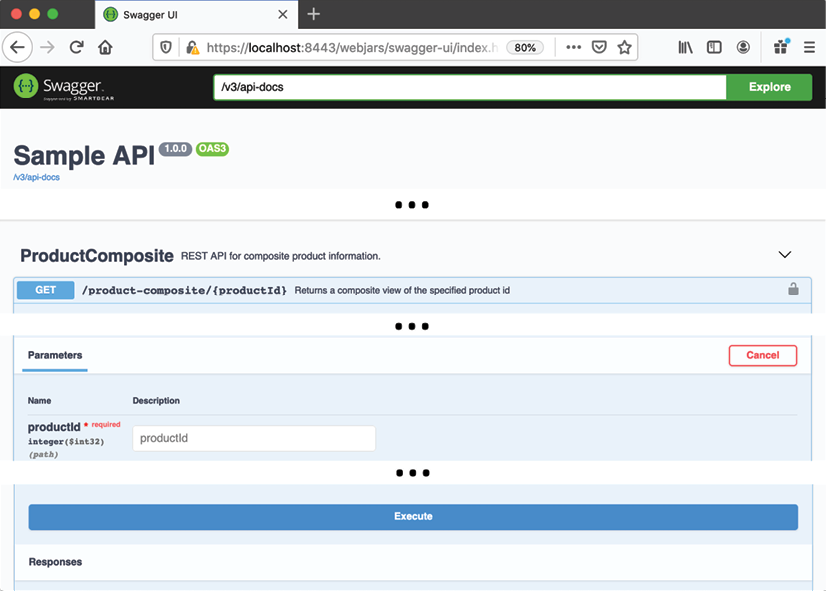 Swagger UI
https://localhost:8443/webjars/swagger-ui/index.h 80%
Swagger.
Supported by SMARTBEAR
/v3/api-docs
Explore
Sample API 1.0.0 OAS3
/v3/api-docs
ProductComposite REST API for composite product information.
GET /product-composite/{productId} Returns a composite view of the specified product id
Parameters
Cancel
Name Description
productId * required
integer($int32)
(path)
productId
Execute
Responses